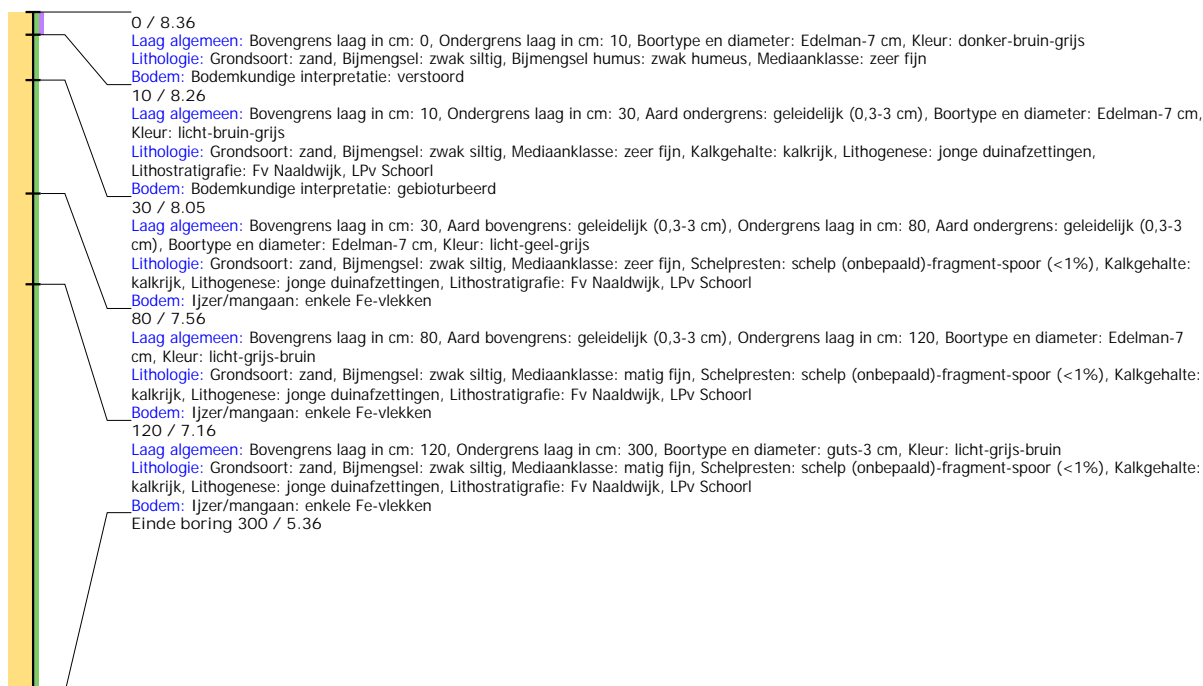 0 / 8.36
Laag algemeen: Bovengrens laag in cm: 0, Ondergrens laag in cm: 10, Boortype en diameter: Edelman-7 cm, Kleur: donker-bruin-grijs
Lithologie: Grondsoort: zand, Bijmengsel: zwak siltig, Bijmengsel humus: zwak humeus, Mediaanklasse: zeer fijn
Bodem: Bodemkundige interpretatie: verstoord
10 / 8.26
Laag algemeen: Bovengrens laag in cm: 10, Ondergrens laag in cm: 30, Aard ondergrens: geleidelijk (0,3-3 cm), Boortype en diameter: Edelman-7 cm,
Kleur: licht-bruin-grijs
Lithologie: Grondsoort: zand, Bijmengsel: zwak siltig, Mediaanklasse: zeer fijn, Kalkgehalte: kalkrijk, Lithogenese: jonge duinafzettingen,
Lithostratigrafie: Fv Naaldwijk, LPv Schoorl
Bodem: Bodemkundige interpretatie: gebioturbeerd
30 / 8.05
Laag algemeen: Bovengrens laag in cm: 30, Aard bovengrens: geleidelijk (0,3-3 cm), Ondergrens laag in cm: 80, Aard ondergrens: geleidelijk (0,3-3
cm), Boortype en diameter: Edelman-7 cm, Kleur: licht-geel-grijs
Lithologie: Grondsoort: zand, Bijmengsel: zwak siltig, Mediaanklasse: zeer fijn, Schelpresten: schelp (onbepaald)-fragment-spoor (<1%), Kalkgehalte:
kalkrijk, Lithogenese: jonge duinafzettingen, Lithostratigrafie: Fv Naaldwijk, LPv Schoorl
Bodem: Ijzer/mangaan: enkele Fe-vlekken
80 / 7.56
Laag algemeen: Bovengrens laag in cm: 80, Aard bovengrens: geleidelijk (0,3-3 cm), Ondergrens laag in cm: 120, Boortype en diameter: Edelman-7
cm, Kleur: licht-grijs-bruin
Lithologie: Grondsoort: zand, Bijmengsel: zwak siltig, Mediaanklasse: matig fijn, Schelpresten: schelp (onbepaald)-fragment-spoor (<1%), Kalkgehalte:
kalkrijk, Lithogenese: jonge duinafzettingen, Lithostratigrafie: Fv Naaldwijk, LPv Schoorl
Bodem: Ijzer/mangaan: enkele Fe-vlekken
120 / 7.16
Laag algemeen: Bovengrens laag in cm: 120, Ondergrens laag in cm: 300, Boortype en diameter: guts-3 cm, Kleur: licht-grijs-bruin
Lithologie: Grondsoort: zand, Bijmengsel: zwak siltig, Mediaanklasse: matig fijn, Schelpresten: schelp (onbepaald)-fragment-spoor (<1%), Kalkgehalte:
kalkrijk, Lithogenese: jonge duinafzettingen, Lithostratigrafie: Fv Naaldwijk, LPv Schoorl
Bodem: Ijzer/mangaan: enkele Fe-vlekken
Einde boring 300 / 5.36